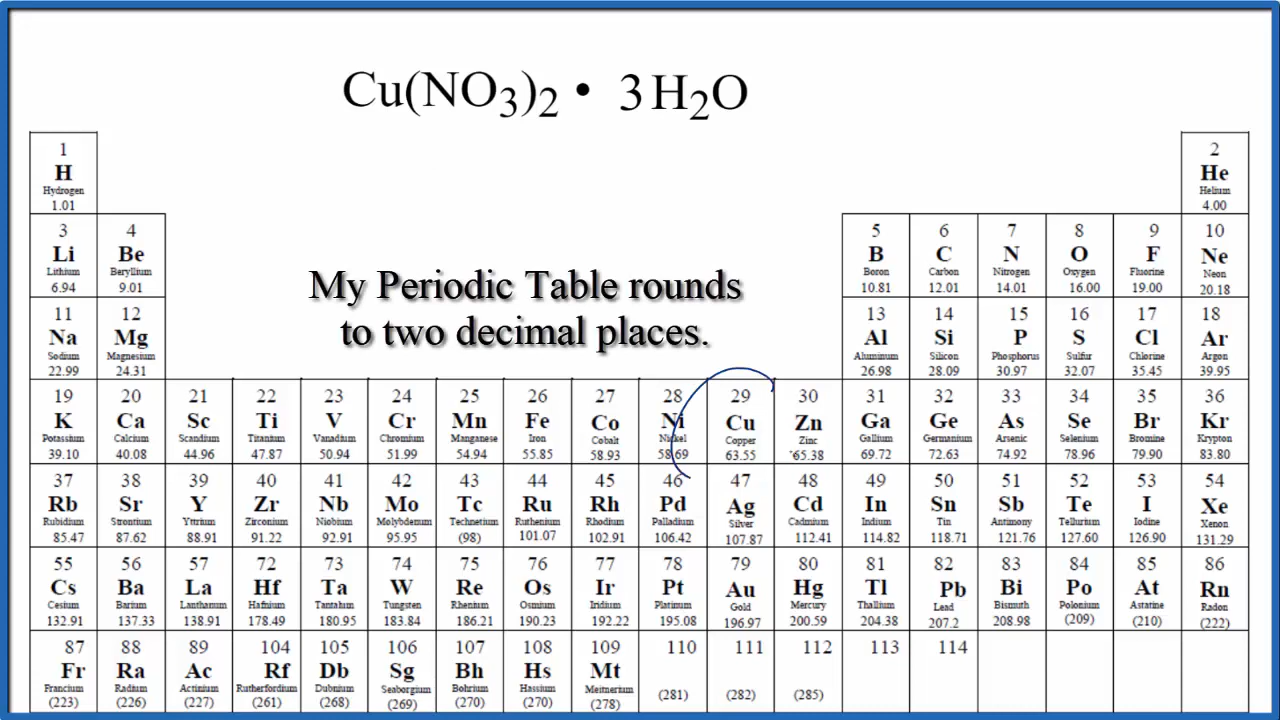 Cu(NO3)2 • 3H2O
1 2
H He
Hydrogen Helium
1.01 4.00
3 4 5 6 7 8 9 10
Li Be B C N O F Ne
Lithium Beryllium Boron Carbon Nitrogen Oxygen Fluorine Neon
6.94 9.01 10.81 12.01 14.01 16.00 19.00 20.18
My Periodic Table rounds
to two decimal places.
11 12 13 14 15 16 17 18
Na Mg Al Si P S Cl Ar
Sodium Magnesium Aluminum Silicon Phosphorus Sulfur Chlorine Argon
22.99 24.31 26.98 28.09 30.97 32.07 35.45 39.95
19 20 21 22 23 24 25 26 27 28 29 30 31 32 33 34 35 36
K Ca Sc Ti V Cr Mn Fe Co Ni Cu Zn Ga Ge As Se Br Kr
Potassium Calcium Scandium Titanium Vanadium Chromium Manganese Iron Cobalt Nickel Copper Zinc Gallium Germanium Arsenic Selenium Bromine Krypton
39.10 40.08 44.96 47.87 50.94 51.99 54.94 55.85 58.93 58.69 63.55 65.38 69.72 72.63 74.92 78.96 79.90 83.80
37 38 39 40 41 42 43 44 45 46 47 48 49 50 51 52 53 54
Rb Sr Y Zr Nb Mo Tc Ru Rh Pd Ag Cd In Sn Sb Te I Xe
Rubidium Strontium Yttrium Zirconium Niobium Molybdenum Technetium Ruthenium Rhodium Palladium Silver Cadmium Indium Tin Antimony Tellurium Iodine Xenon
85.47 87.62 88.91 91.22 92.91 95.95 (98) 101.07 102.91 106.42 107.87 112.41 114.82 118.71 121.76 127.60 126.90 131.29
55 56 57 72 73 74 75 76 77 78 79 80 81 82 83 84 85 86
Cs Ba La Hf Ta W Re Os Ir Pt Au Hg Tl Pb Bi Po At Rn
Cesium Barium Lanthanum Hafnium Tantalum Tungsten Rhenium Osmium Iridium Platinum Gold Mercury Thallium Lead Bismuth Polonium Astatine Radon
132.91 137.33 138.91 178.49 180.95 183.84 186.21 190.23 192.22 195.08 196.97 200.59 204.38 207.2 208.98 (209) (210) (222)
87 88 89 104 105 106 107 108 109 110 111 112 113 114
Fr Ra Ac Rf Db Sg Bh Hs Mt
Francium Radium Actinium Rutherfordium Dubnium Seaborgium Bohrium Hassium Meitnerium
(223) (226) (227) (261) (268) (269) (270) (270) (278) (281) (282) (285)